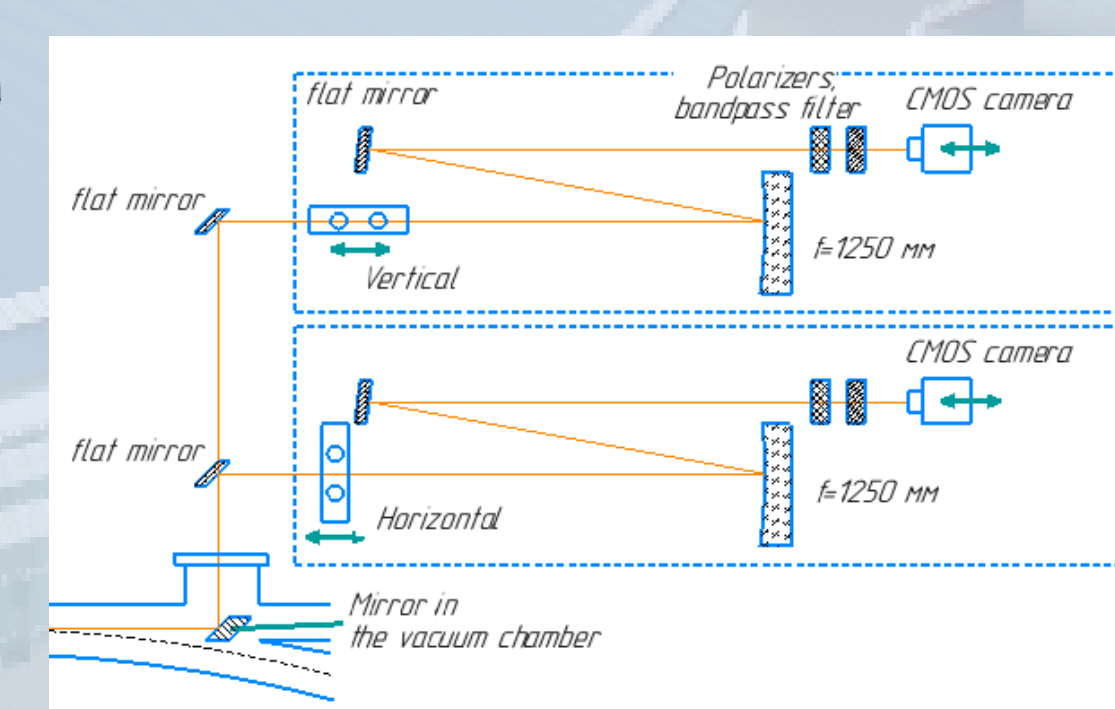 flat mirror
Polarizers,
bandpass filter
CMOS camera
flat mirror
f=1250 мм
Vertical
CMOS camera
flat mirror
f=1250 мм
Horizontal
Mirror in
the vacuum chamber